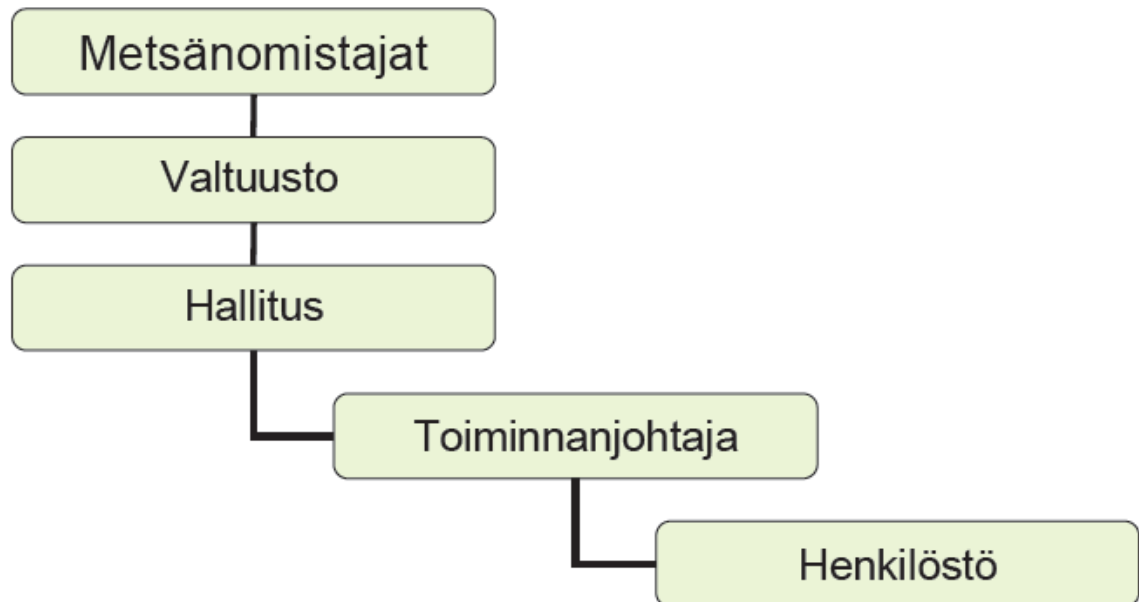 Metsänomistajat
Valtuusto
Hallitus
Toiminnanjohtaja
Henkilöstö